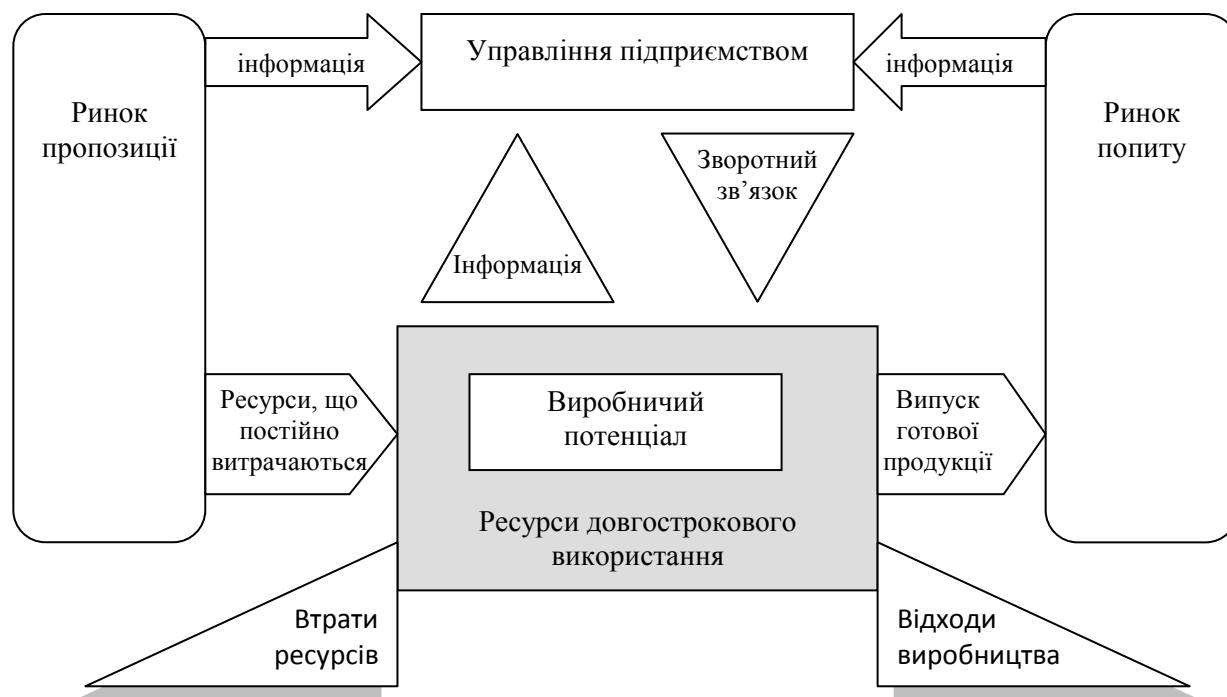 Управління підприємством
інформація
інформація
Ринок
пропозиції
Ринок
попиту
Зворотний
зв’язок
Інформація
Ресурси, що
постійно
витрачаються
Виробничий
потенціал
Випуск
готової
продукції
Ресурси довгострокового
використання
Втрати
ресурсів
Відходи
виробництва